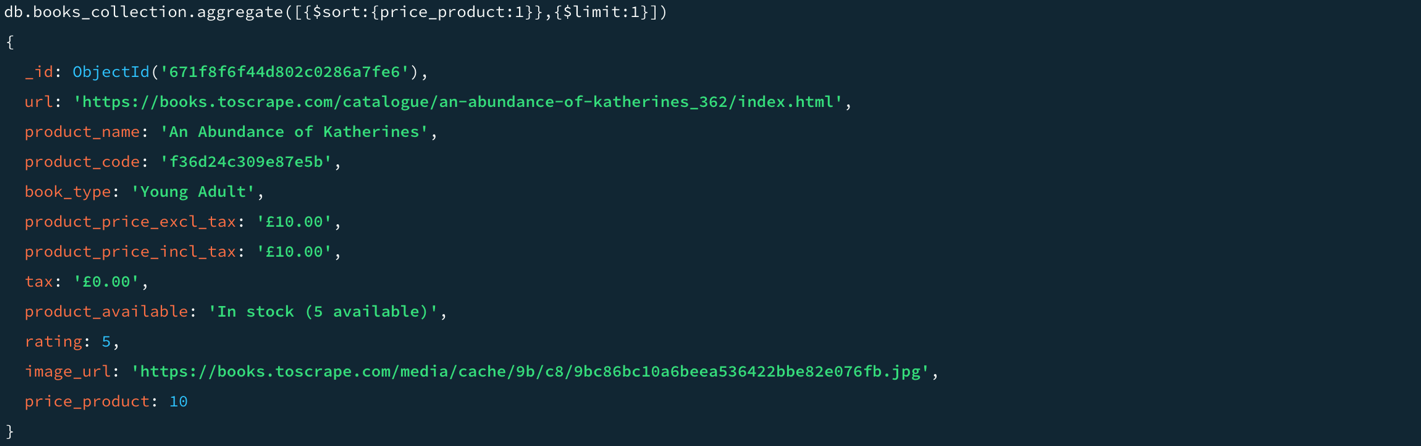 db.books_collection.aggregate([{$sort:{price_product:1}},{$limit:1}])
{
_id: ObjectId('671f8f6f44d802c0286a7fe6'),
url: 'https://books.toscrape.com/catalogue/an-abundance-of-katherines_362/index.html',
product_name: 'An Abundance of Katherines',
product_code: 'f36d24c309e87e5b',
book_type: 'Young Adult',
product_price_excl_tax: '£10.00',
product_price_incl_tax: '£10.00',
tax: '£0.00',
product_available: 'In stock (5 available)',
rating: 5,
image_url: 'https://books.toscrape.com/media/cache/9b/c8/9bc86bc10a6beea536422bbe82e076fb.jpg',
price_product: 10
}